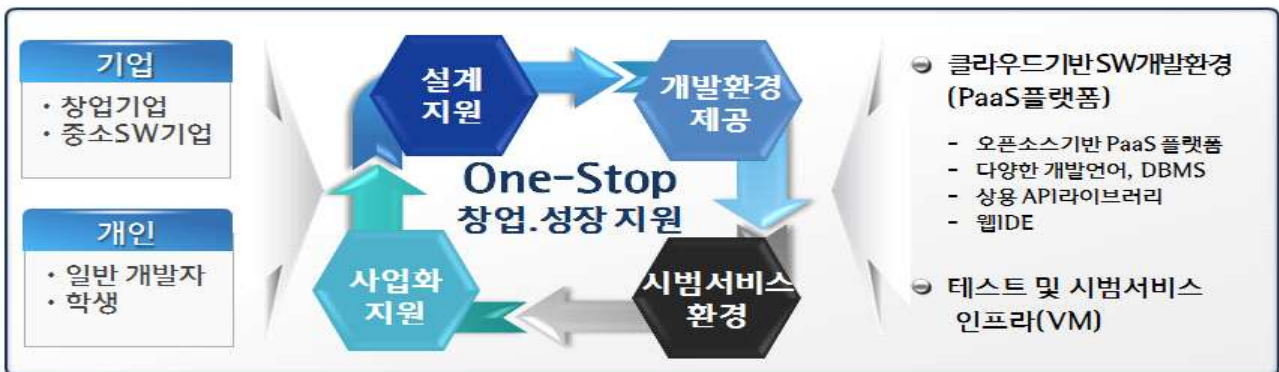 기업
· 창업기업
· 중소SW기업
개인
· 일반 개발자
· 학생
설계
지원
개발환경
제공
One-Stop
창업.성장 지원
사업화
지원
시범서비스
환경
클라우드기반 SW개발환경
(PaaS플랫폼)
- 오픈소스기반 PaaS 플랫폼
- 다양한 개발언어, DBMS
- 상용 API라이브러리
- 웹IDE
테스트 및 시범서비스
인프라(VM)